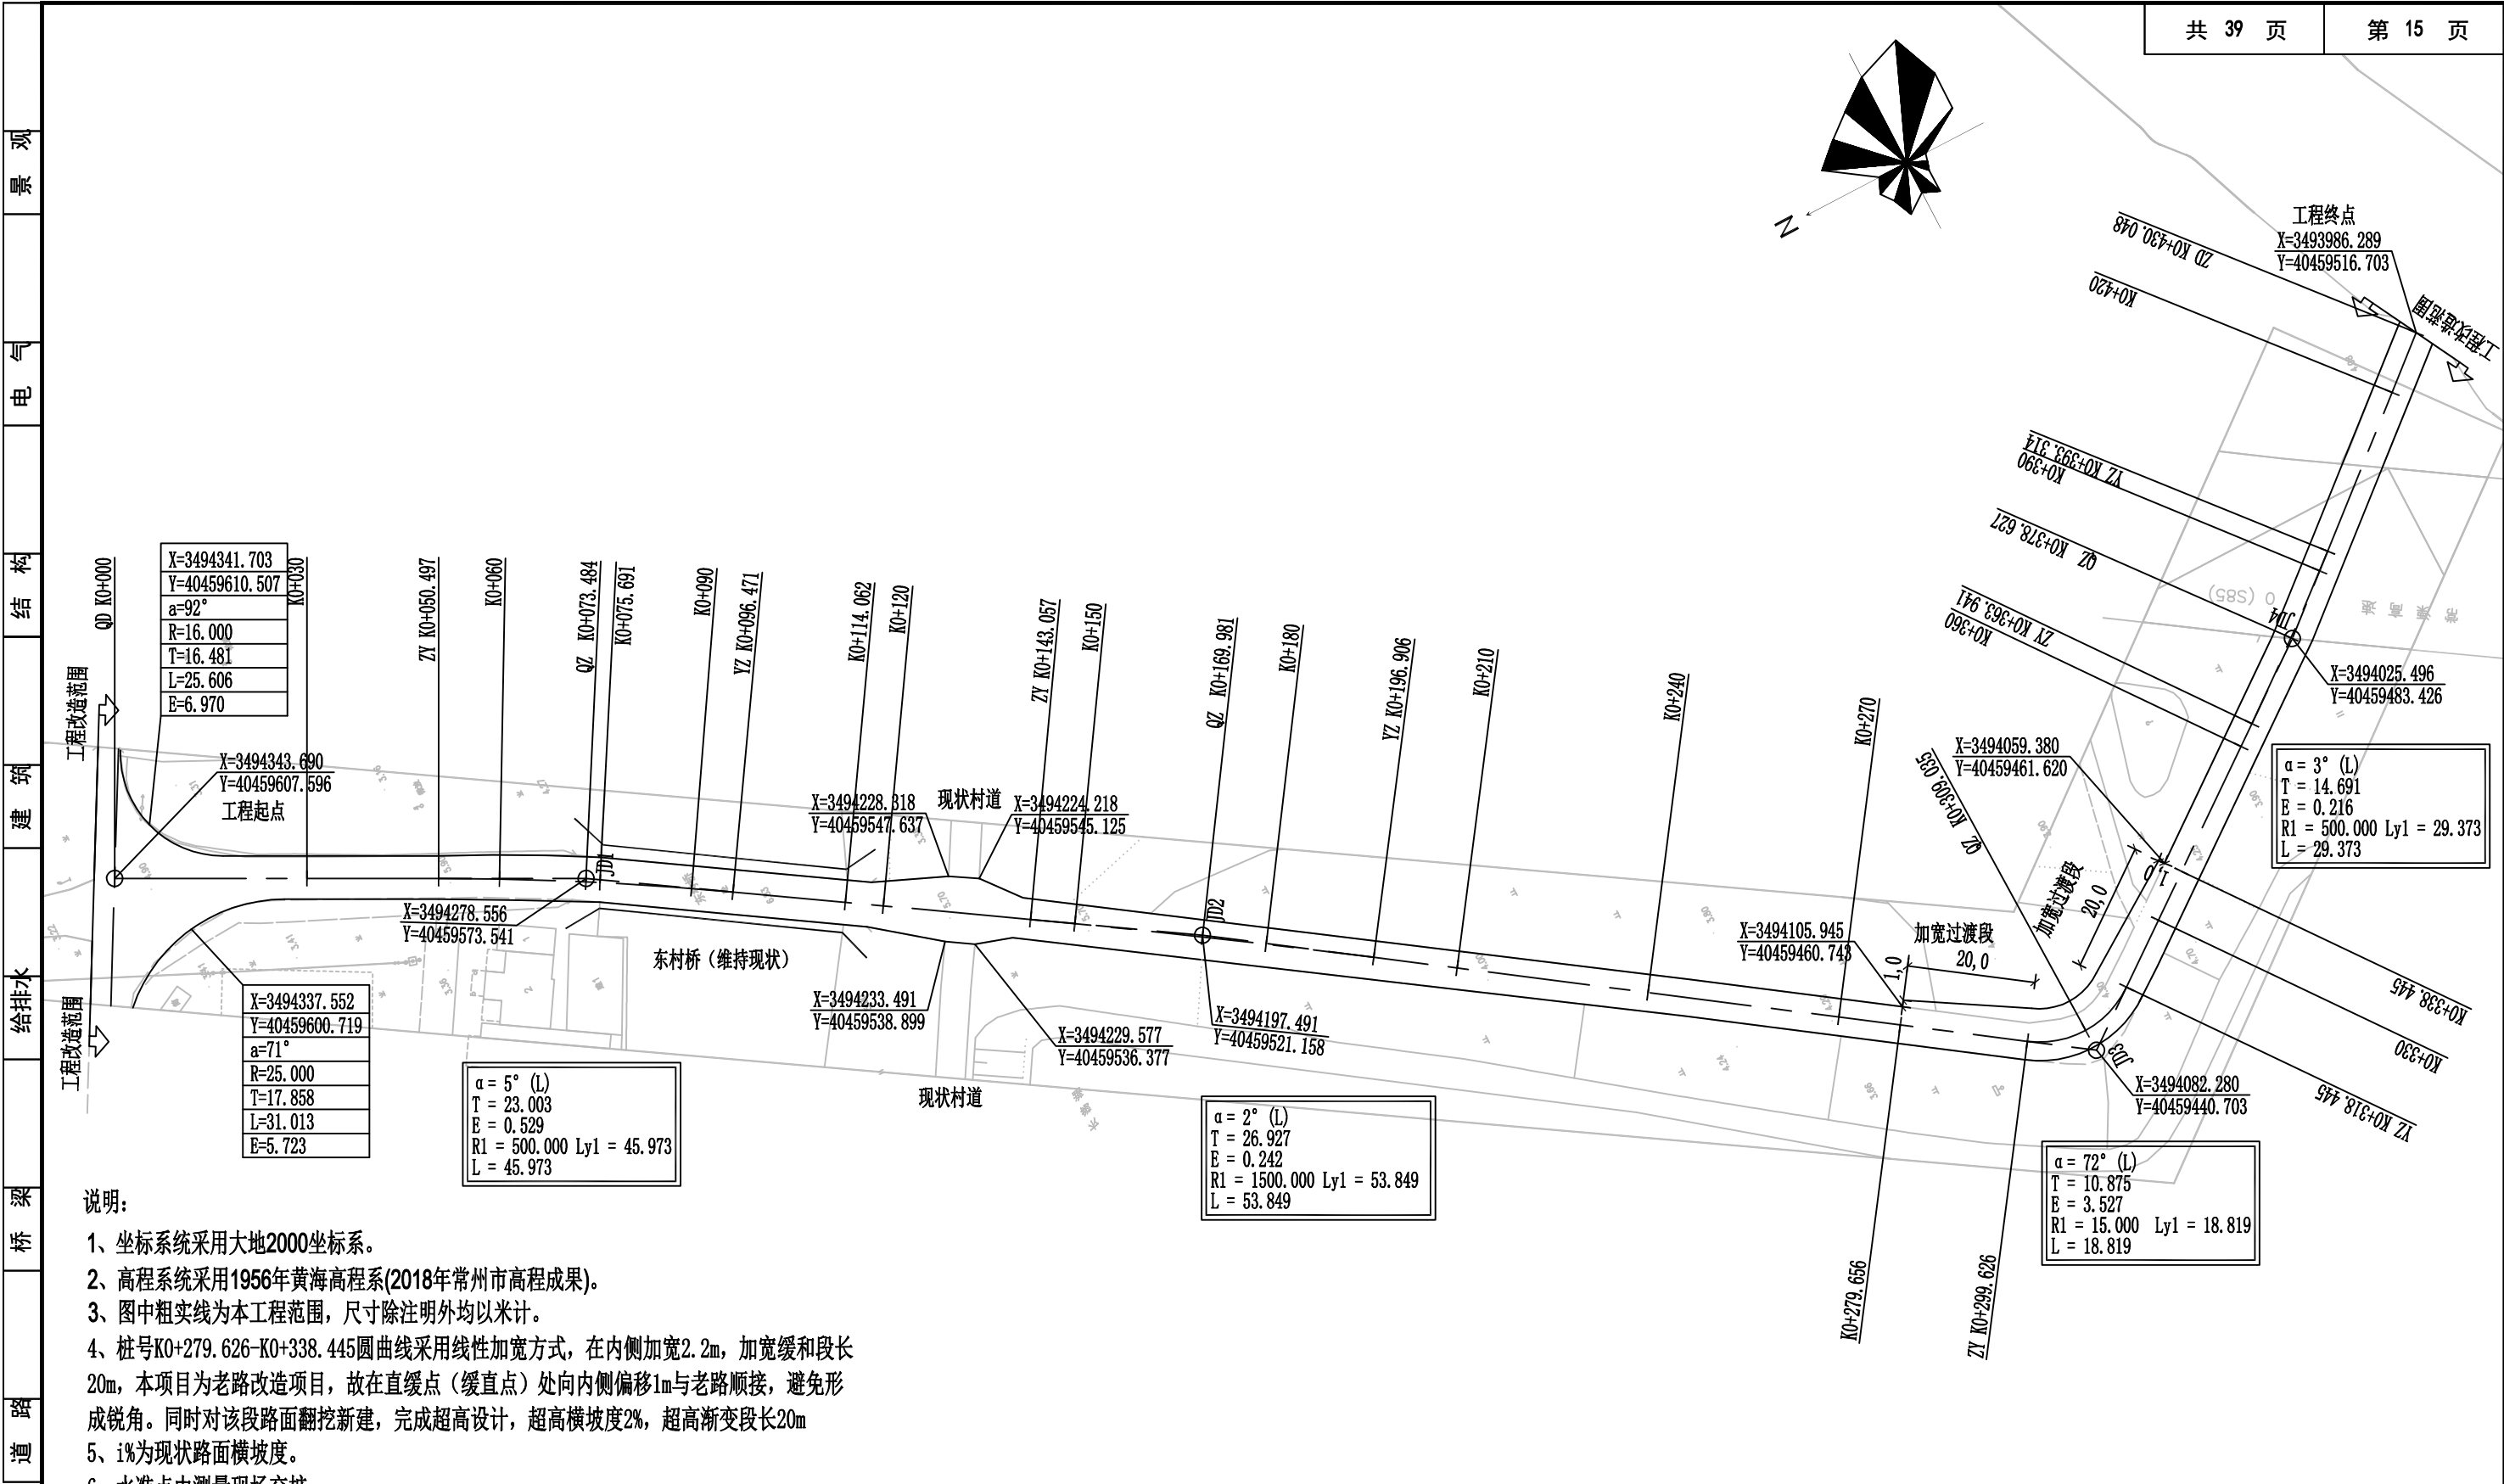 共 39 页
第 15 页
景 观
电 气
结 构
建 筑
给排水
桥 梁
道 路
N
工程终点
X=3493986.289
Y=40459516.703
ZD K0+430.048
K0+420
工程改造范围
YZ K0+393.314
K0+390
QZ K0+378.627
ZY K0+363.941
K0+360
JD4
X=3494025.496
Y=40459483.426
α = 3° (L)
T = 14.691
E = 0.216
R1 = 500.000 Ly1 = 29.373
L = 29.373
常 溧 高 速
0 (S85)
QD K0+000
K0+030
ZY K0+050.497
K0+060
QZ K0+073.484
K0+075.691
K0+090
YZ K0+096.471
K0+114.062
K0+120
ZY K0+143.057
K0+150
QZ K0+169.981
K0+180
YZ K0+196.906
K0+210
K0+240
K0+270
QZ K0+309.035
X=3494341.703
Y=40459610.507
a=92°
R=16.000
T=16.481
L=25.606
E=6.970
工程改造范围
X=3494343.690
Y=40459607.596
工程起点
X=3494228.318
Y=40459547.637
现状村道
X=3494224.218
Y=40459545.125
X=3494059.380
Y=40459461.620
JD1
X=3494278.556
Y=40459573.541
东村桥（维持现状）
JD2
X=3494105.945
Y=40459460.743
加宽过渡段
20,0
1,0
加宽过渡段
20,0
1,0
工程改造范围
X=3494337.552
Y=40459600.719
a=71°
R=25.000
T=17.858
L=31.013
E=5.723
X=3494233.491
Y=40459538.899
X=3494229.577
Y=40459536.377
X=3494197.491
Y=40459521.158
现状村道
K0+338.445
K0+330
YZ K0+318.445
JD3
X=3494082.280
Y=40459440.703
α = 5° (L)
T = 23.003
E = 0.529
R1 = 500.000 Ly1 = 45.973
L = 45.973
α = 2° (L)
T = 26.927
E = 0.242
R1 = 1500.000 Ly1 = 53.849
L = 53.849
α = 72° (L)
T = 10.875
E = 3.527
R1 = 15.000 Ly1 = 18.819
L = 18.819
K0+279.656
ZY K0+299.626
说明：
1、坐标系统采用大地2000坐标系。
2、高程系统采用1956年黄海高程系(2018年常州市高程成果)。
3、图中粗实线为本工程范围，尺寸除注明外均以米计。
4、桩号K0+279.626-K0+338.445圆曲线采用线性加宽方式，在内侧加宽2.2m，加宽缓和段长
20m，本项目为老路改造项目，故在直缓点（缓直点）处向内侧偏移1m与老路顺接，避免形
成锐角。同时对该段路面翻挖新建，完成超高设计，超高横坡度2%，超高渐变段长20m
5、i%为现状路面横坡度。